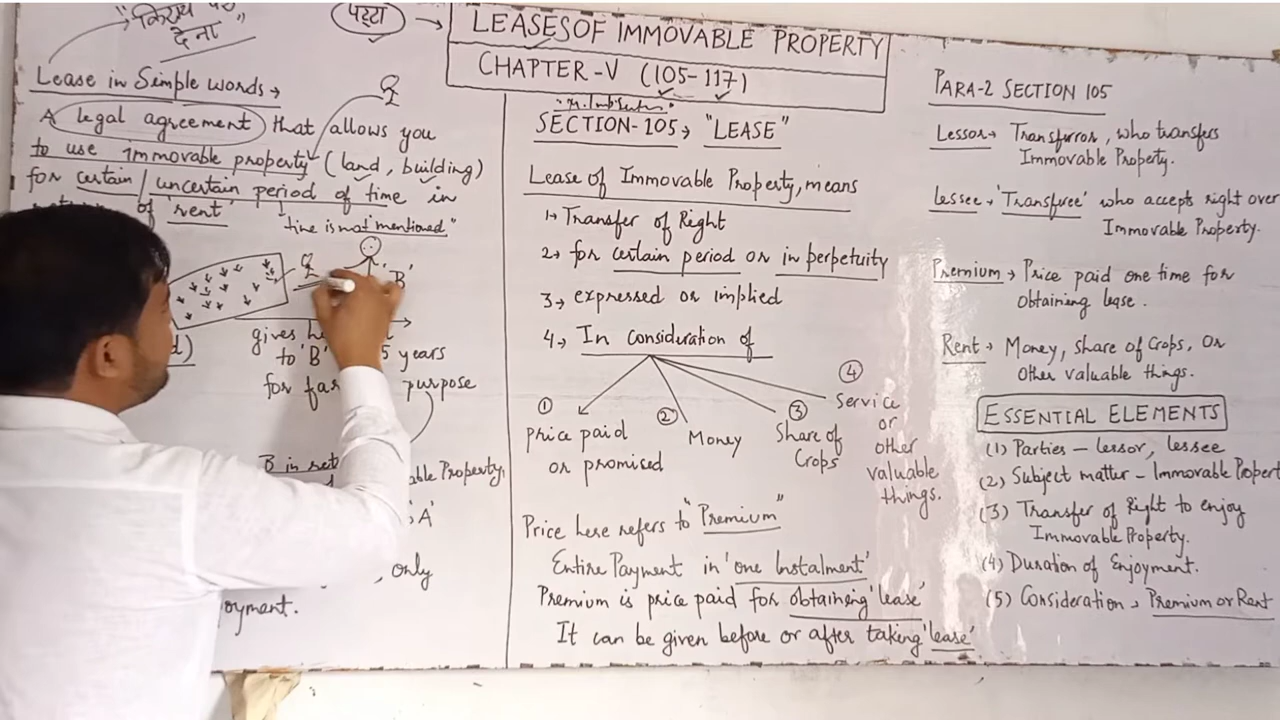 "किराये पर
देना"
पट्टा → LEASES OF IMMOVABLE PROPERTY
CHAPTER-V (105-117)
Lease in Simple words →
A legal agreement that allows you
to use immovable property (land, building)
for certain / uncertain period of time in
of 'rent'
time is not mentioned"
'B'
gives
to 'B' 5 years
for purpose
B in
Property,
'A'
, only
SECTION-105 → "LEASE"
Lease of Immovable Property, means
1→ Transfer of Right
2→ for certain period or in perpetuity
3→ expressed or implied
4→ In consideration of
① price paid
or promised
② Money
③ Share of
Crops
④ Service
or
other
valuable
things.
Price here refers to "Premium"
Entire Payment in 'one Instalment'
Premium is price paid for obtaining 'lease'
It can be given before or after taking 'lease'
PARA-2 SECTION 105
Lessor → Transferror, who transfers
Immovable Property.
Lessee → 'Transferee' who accepts right over
Immovable Property.
Premium → Price paid one time for
obtaining lease.
Rent → Money, Share of Crops, or
Other valuable things.
ESSENTIAL ELEMENTS
(1) Parties – lessor, lessee
(2) Subject matter – Immovable Propert
(3) Transfer of Right to enjoy
Immovable Property.
(4) Duration of Enjoyment.
(5) Consideration → Premium or Rent